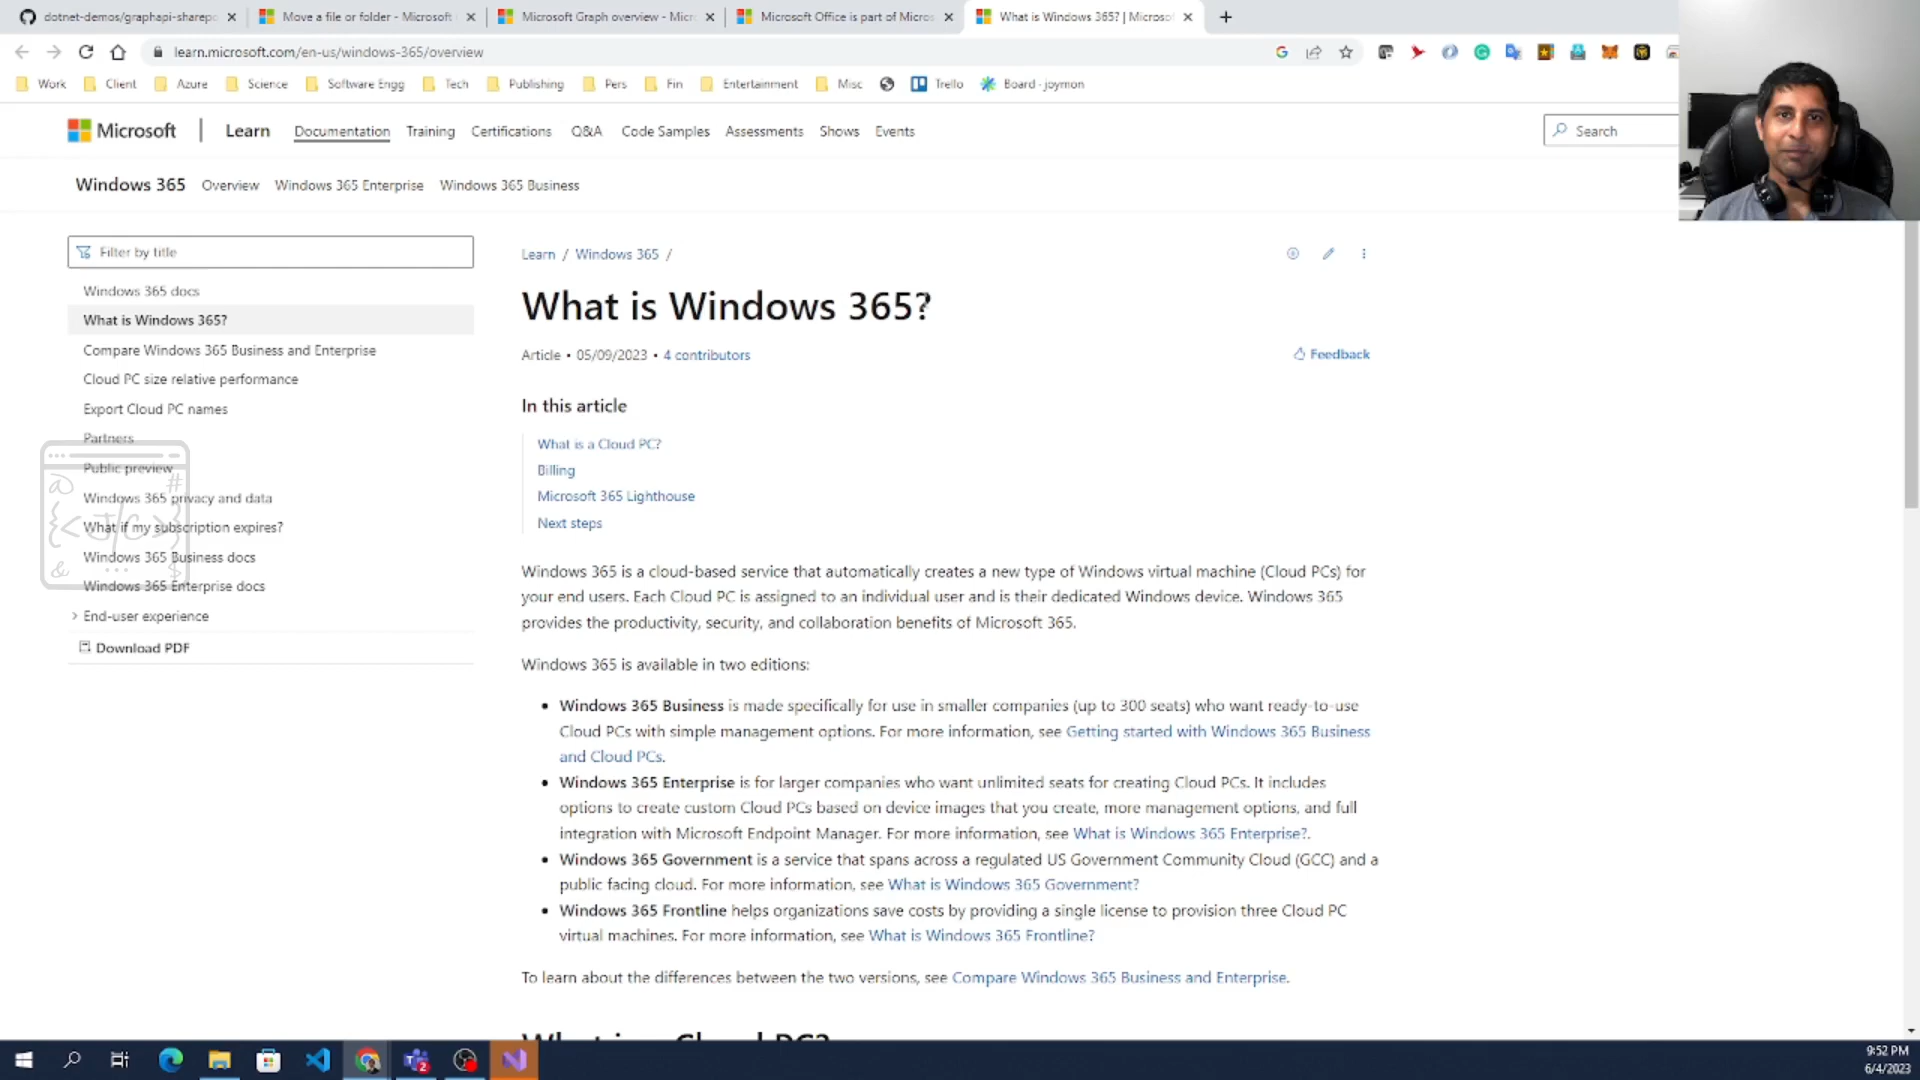 dotnet-demos/graphapi-sharepo
Move a file or folder - Microsoft
Microsoft Graph overview - Micr
Microsoft Office is part of Micros
What is Windows 365? | Microsof
learn.microsoft.com/en-us/windows-365/overview
Work
Client
Azure
Science
Software Engg
Tech
Publishing
Pers
Fin
Entertainment
Misc
Trello
Board - joymon
Microsoft
Learn
Documentation
Training
Certifications
Q&A
Code Samples
Assessments
Shows
Events
Search
Windows 365
Overview
Windows 365 Enterprise
Windows 365 Business
Filter by title
Windows 365 docs
What is Windows 365?
Compare Windows 365 Business and Enterprise
Cloud PC size relative performance
Export Cloud PC names
Partners
Public preview
Windows 365 privacy and data
What if my subscription expires?
Windows 365 Business docs
Windows 365 Enterprise docs
End-user experience
Download PDF
Learn / Windows 365 /
What is Windows 365?
Article • 05/09/2023 • 4 contributors
Feedback
In this article
What is a Cloud PC?
Billing
Microsoft 365 Lighthouse
Next steps
Windows 365 is a cloud-based service that automatically creates a new type of Windows virtual machine (Cloud PCs) for
your end users. Each Cloud PC is assigned to an individual user and is their dedicated Windows device. Windows 365
provides the productivity, security, and collaboration benefits of Microsoft 365.
Windows 365 is available in two editions:
• Windows 365 Business is made specifically for use in smaller companies (up to 300 seats) who want ready-to-use
Cloud PCs with simple management options. For more information, see Getting started with Windows 365 Business
and Cloud PCs.
• Windows 365 Enterprise is for larger companies who want unlimited seats for creating Cloud PCs. It includes
options to create custom Cloud PCs based on device images that you create, more management options, and full
integration with Microsoft Endpoint Manager. For more information, see What is Windows 365 Enterprise?.
• Windows 365 Government is a service that spans across a regulated US Government Community Cloud (GCC) and a
public facing cloud. For more information, see What is Windows 365 Government?
• Windows 365 Frontline helps organizations save costs by providing a single license to provision three Cloud PC
virtual machines. For more information, see What is Windows 365 Frontline?
To learn about the differences between the two versions, see Compare Windows 365 Business and Enterprise.
What is a Cloud PC?
9:52 PM
6/4/2023